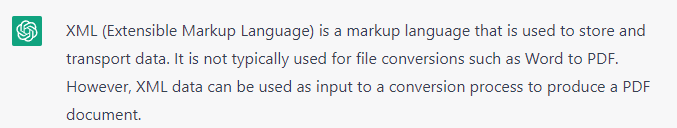 XML (Extensible Markup Language) is a markup language that is used to store and
transport data. It is not typically used for file conversions such as Word to PDF.
However, XML data can be used as input to a conversion process to produce a PDF
document.